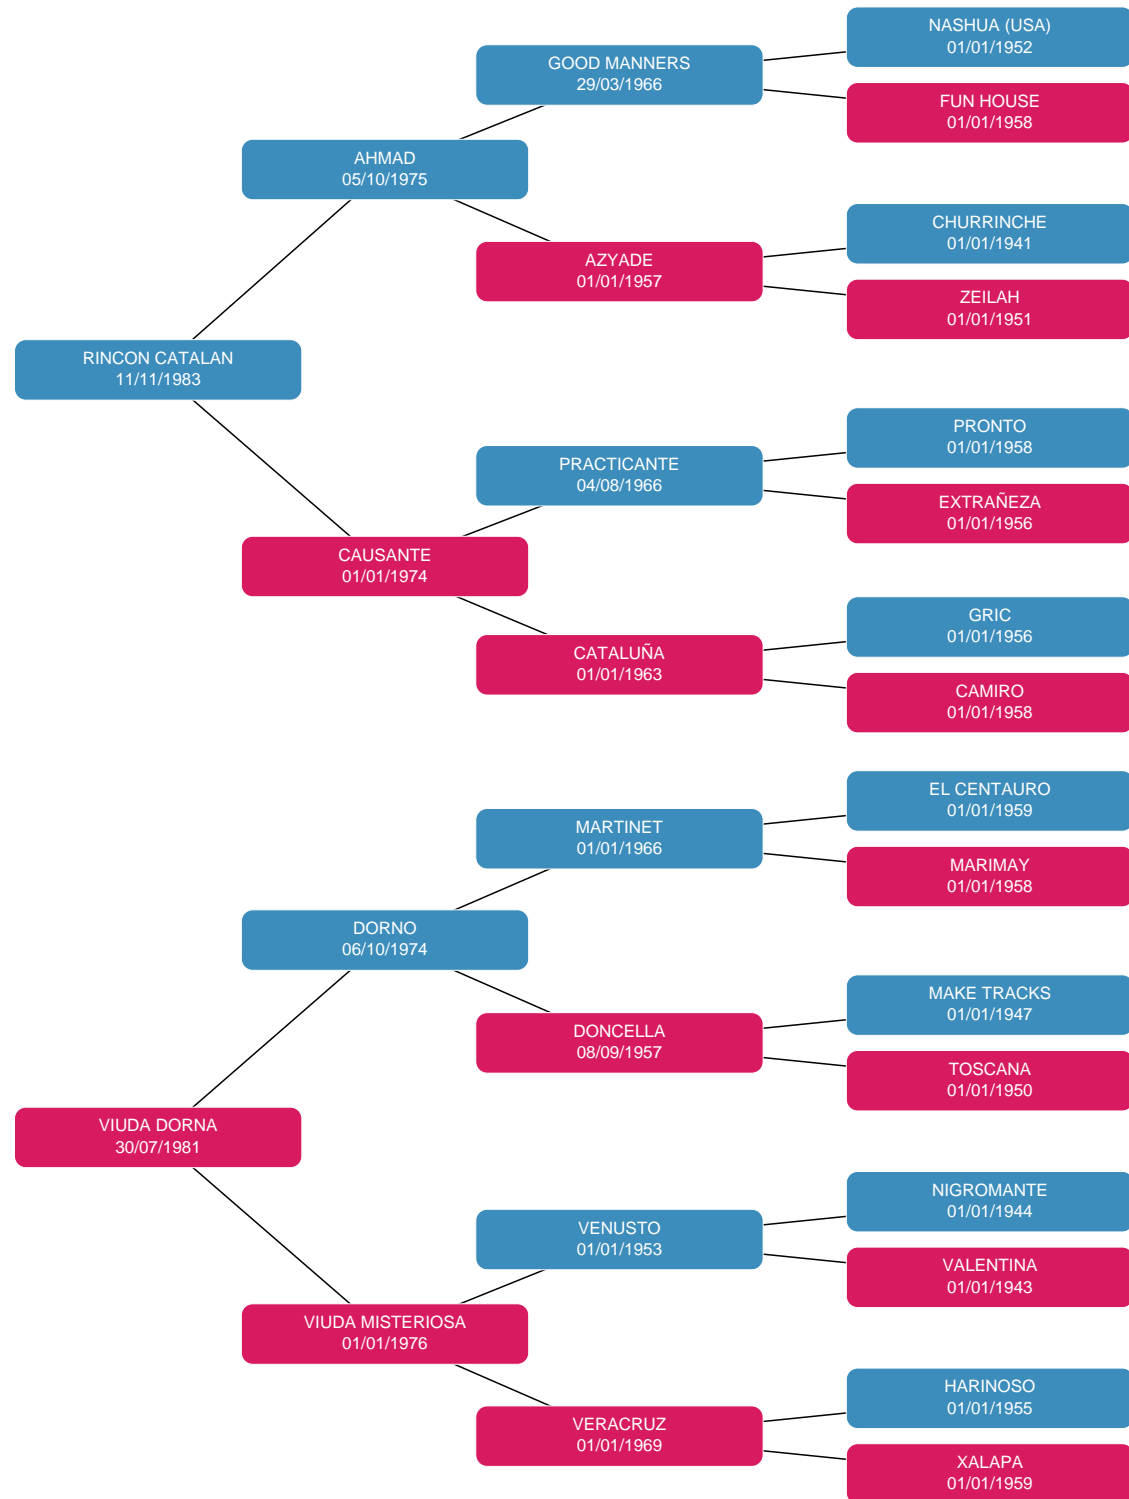 NASHUA (USA)
01/01/1952
GOOD MANNERS
29/03/1966
FUN HOUSE
01/01/1958
AHMAD
05/10/1975
CHURRINCHE
01/01/1941
AZYADE
01/01/1957
ZEILAH
01/01/1951
RINCON CATALAN
11/11/1983
PRONTO
01/01/1958
PRACTICANTE
04/08/1966
EXTRAÑEZA
01/01/1956
CAUSANTE
01/01/1974
GRIC
01/01/1956
CATALUÑA
01/01/1963
CAMIRO
01/01/1958
EL CENTAURO
01/01/1959
MARTINET
01/01/1966
MARIMAY
01/01/1958
DORNO
06/10/1974
MAKE TRACKS
01/01/1947
DONCELLA
08/09/1957
TOSCANA
01/01/1950
VIUDA DORNA
30/07/1981
NIGROMANTE
01/01/1944
VENUSTO
01/01/1953
VALENTINA
01/01/1943
VIUDA MISTERIOSA
01/01/1976
HARINOSO
01/01/1955
VERACRUZ
01/01/1969
XALAPA
01/01/1959